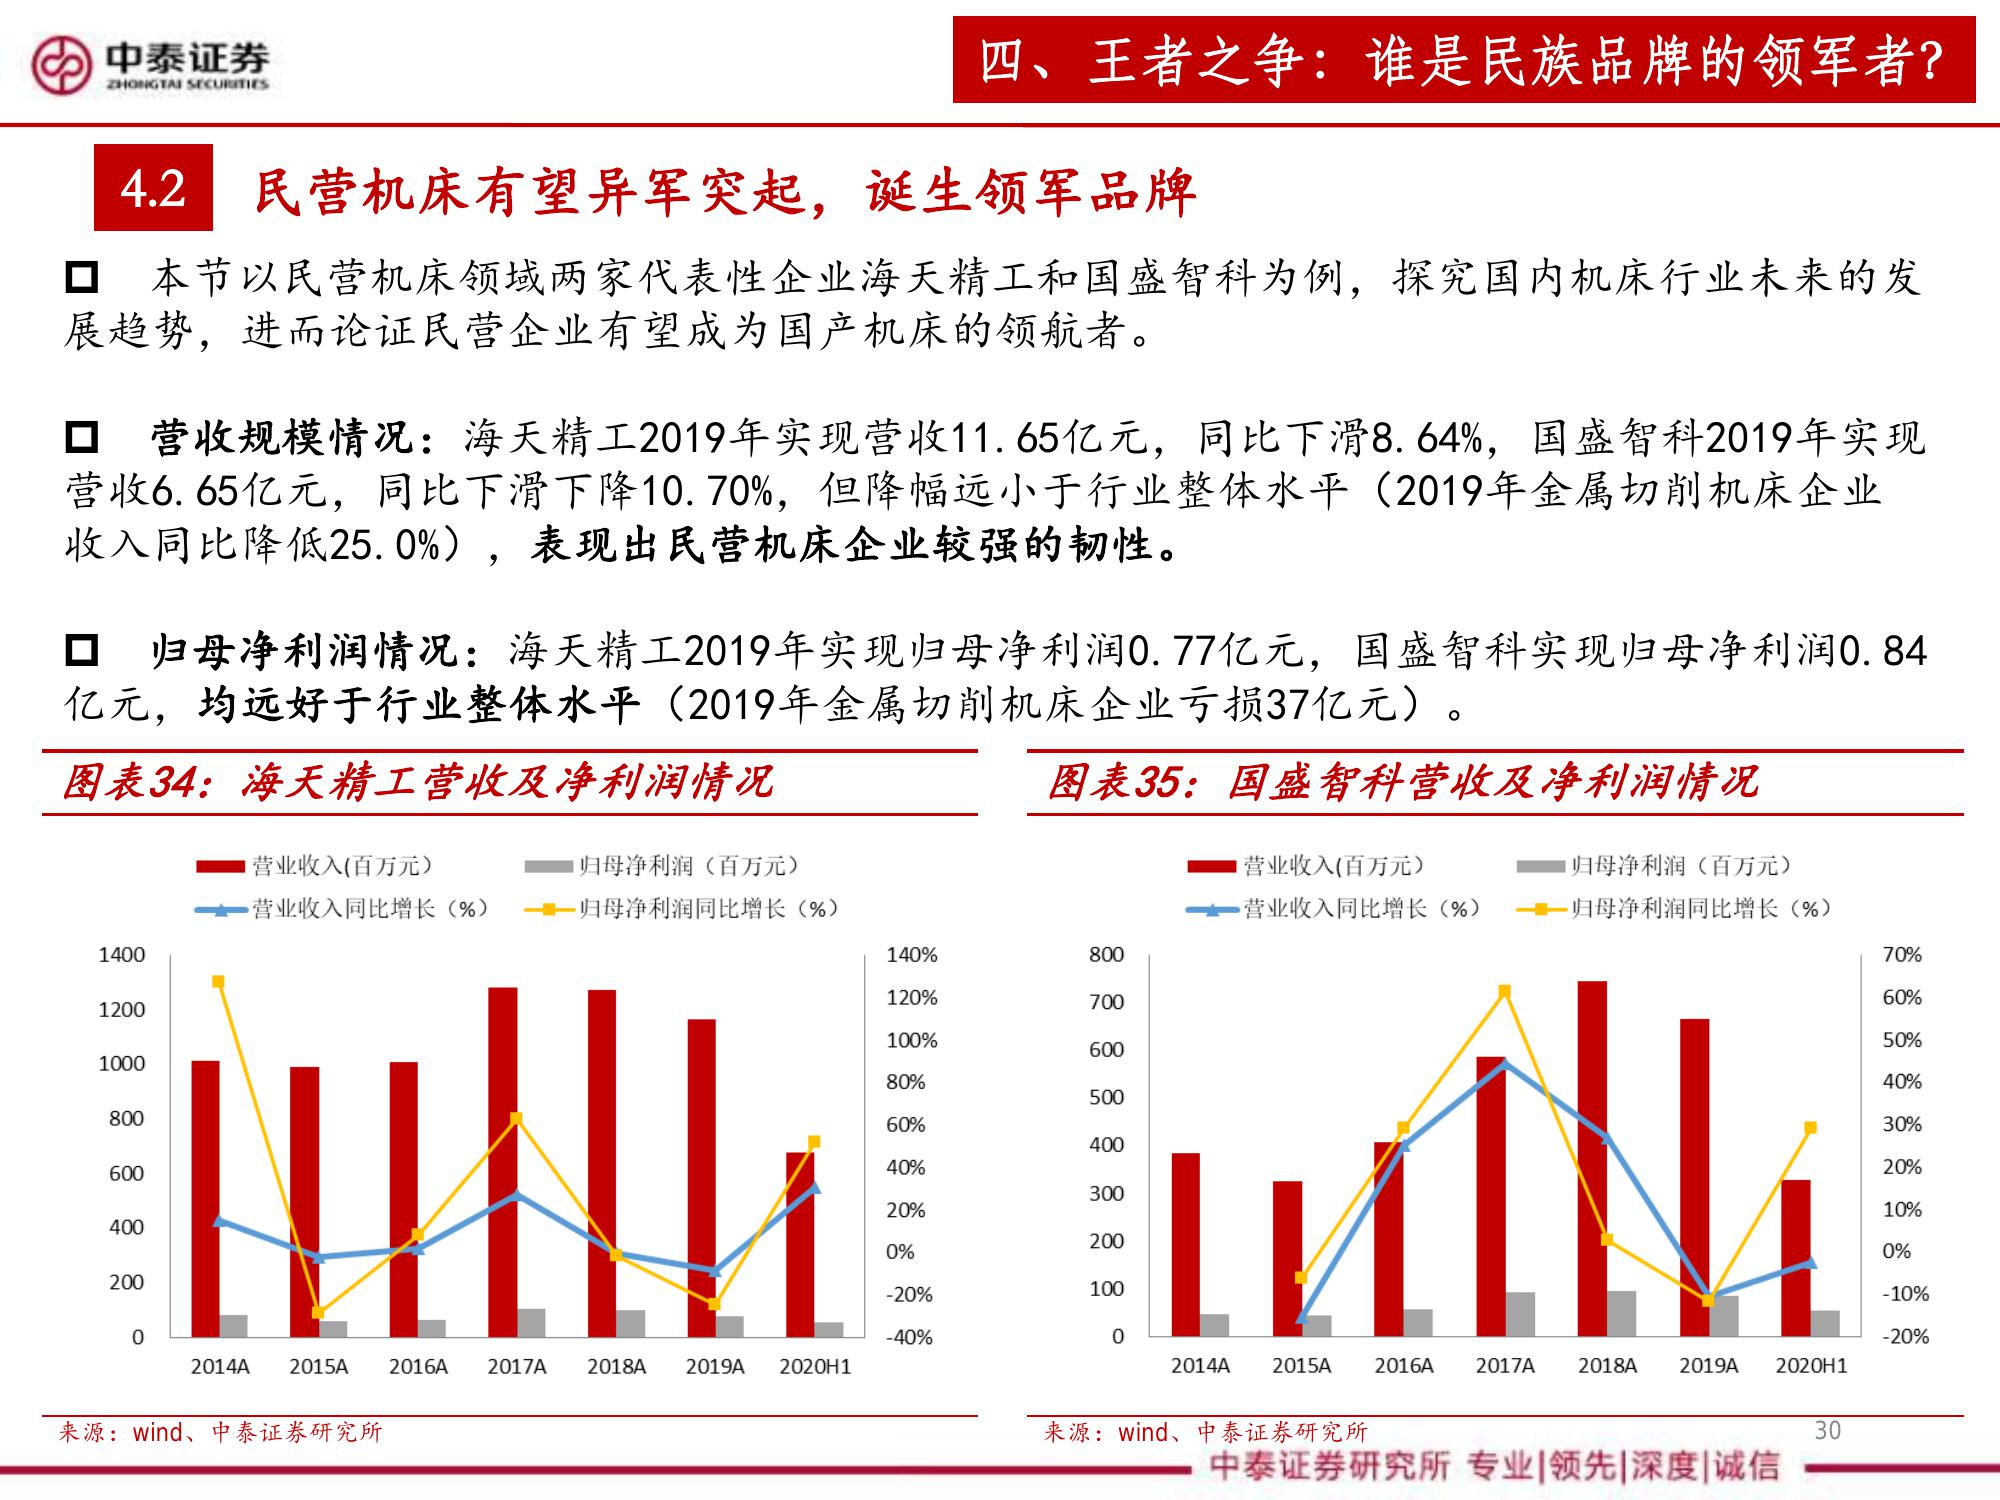 中泰证券
ZHONGTAI SECURITIES
四、王者之争：谁是民族品牌的领军者？
4.2 民营机床有望异军突起，诞生领军品牌
本节以民营机床领域两家代表性企业海天精工和国盛智科为例，探究国内机床行业未来的发
展趋势，进而论证民营企业有望成为国产机床的领航者。
营收规模情况：海天精工2019年实现营收11.65亿元，同比下滑8.64%，国盛智科2019年实现
营收6.65亿元，同比下滑下降10.70%，但降幅远小于行业整体水平（2019年金属切削机床企业
收入同比降低25.0%），表现出民营机床企业较强的韧性。
归母净利润情况：海天精工2019年实现归母净利润0.77亿元，国盛智科实现归母净利润0.84
亿元，均远好于行业整体水平（2019年金属切削机床企业亏损37亿元）。
图表34：海天精工营收及净利润情况
营业收入(百万元）
归母净利润（百万元）
营业收入同比增长（%）
归母净利润同比增长（%）
1400
1200
1000
800
600
400
200
0
140%
120%
100%
80%
60%
40%
20%
0%
-20%
-40%
2014A 2015A 2016A 2017A 2018A 2019A 2020H1
来源：wind、中泰证券研究所
图表35：国盛智科营收及净利润情况
营业收入(百万元）
归母净利润（百万元）
营业收入同比增长（%）
归母净利润同比增长（%）
800
700
600
500
400
300
200
100
0
70%
60%
50%
40%
30%
20%
10%
0%
-10%
-20%
2014A 2015A 2016A 2017A 2018A 2019A 2020H1
来源：wind、中泰证券研究所
30
中泰证券研究所 专业|领先|深度|诚信